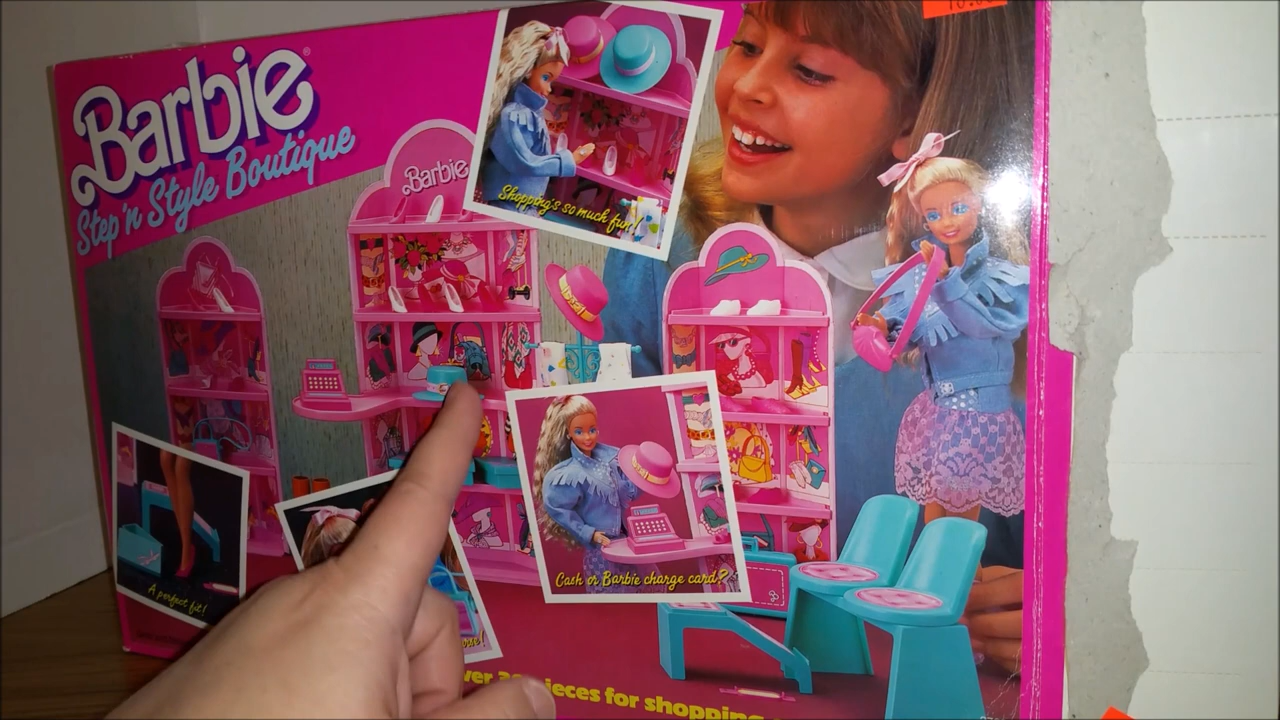 Barbie®
Step 'n Style Boutique
Barbie
Shopping's so much fun!
Cash or Barbie charge card?
A perfect fit!
pieces for shopping